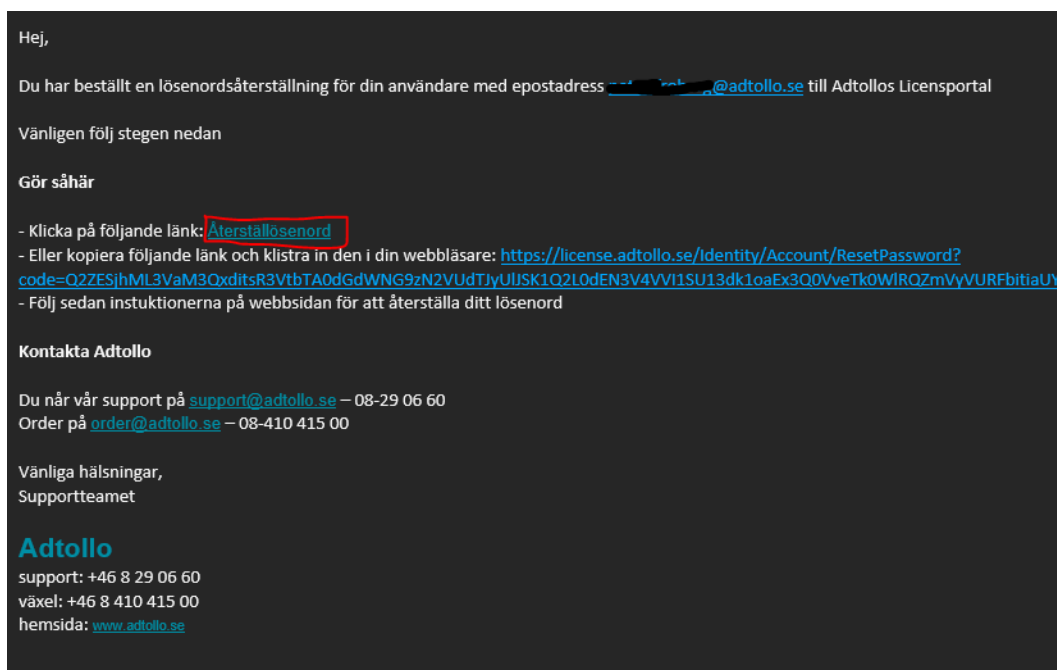 Hej,
Du har beställt en lösenordsåterställning för din användare med epostadress @adtollo.se till Adtollos Licensportal
Vänligen följ stegen nedan
Gör såhär
- Klicka på följande länk: Återställösenord
- Eller kopiera följande länk och klistra in den i din webbläsare: https://license.adtollo.se/Identity/Account/ResetPassword?
- Följ sedan instuktionerna på webbsidan för att återställa ditt lösenord
Kontakta Adtollo
Du når vår support på support@adtollo.se – 08-29 06 60
Order på order@adtollo.se – 08-410 415 00
Vänliga hälsningar,
Supportteamet
Adtollo
support: +46 8 29 06 60
växel: +46 8 410 415 00
hemsida: www.adtollo.se